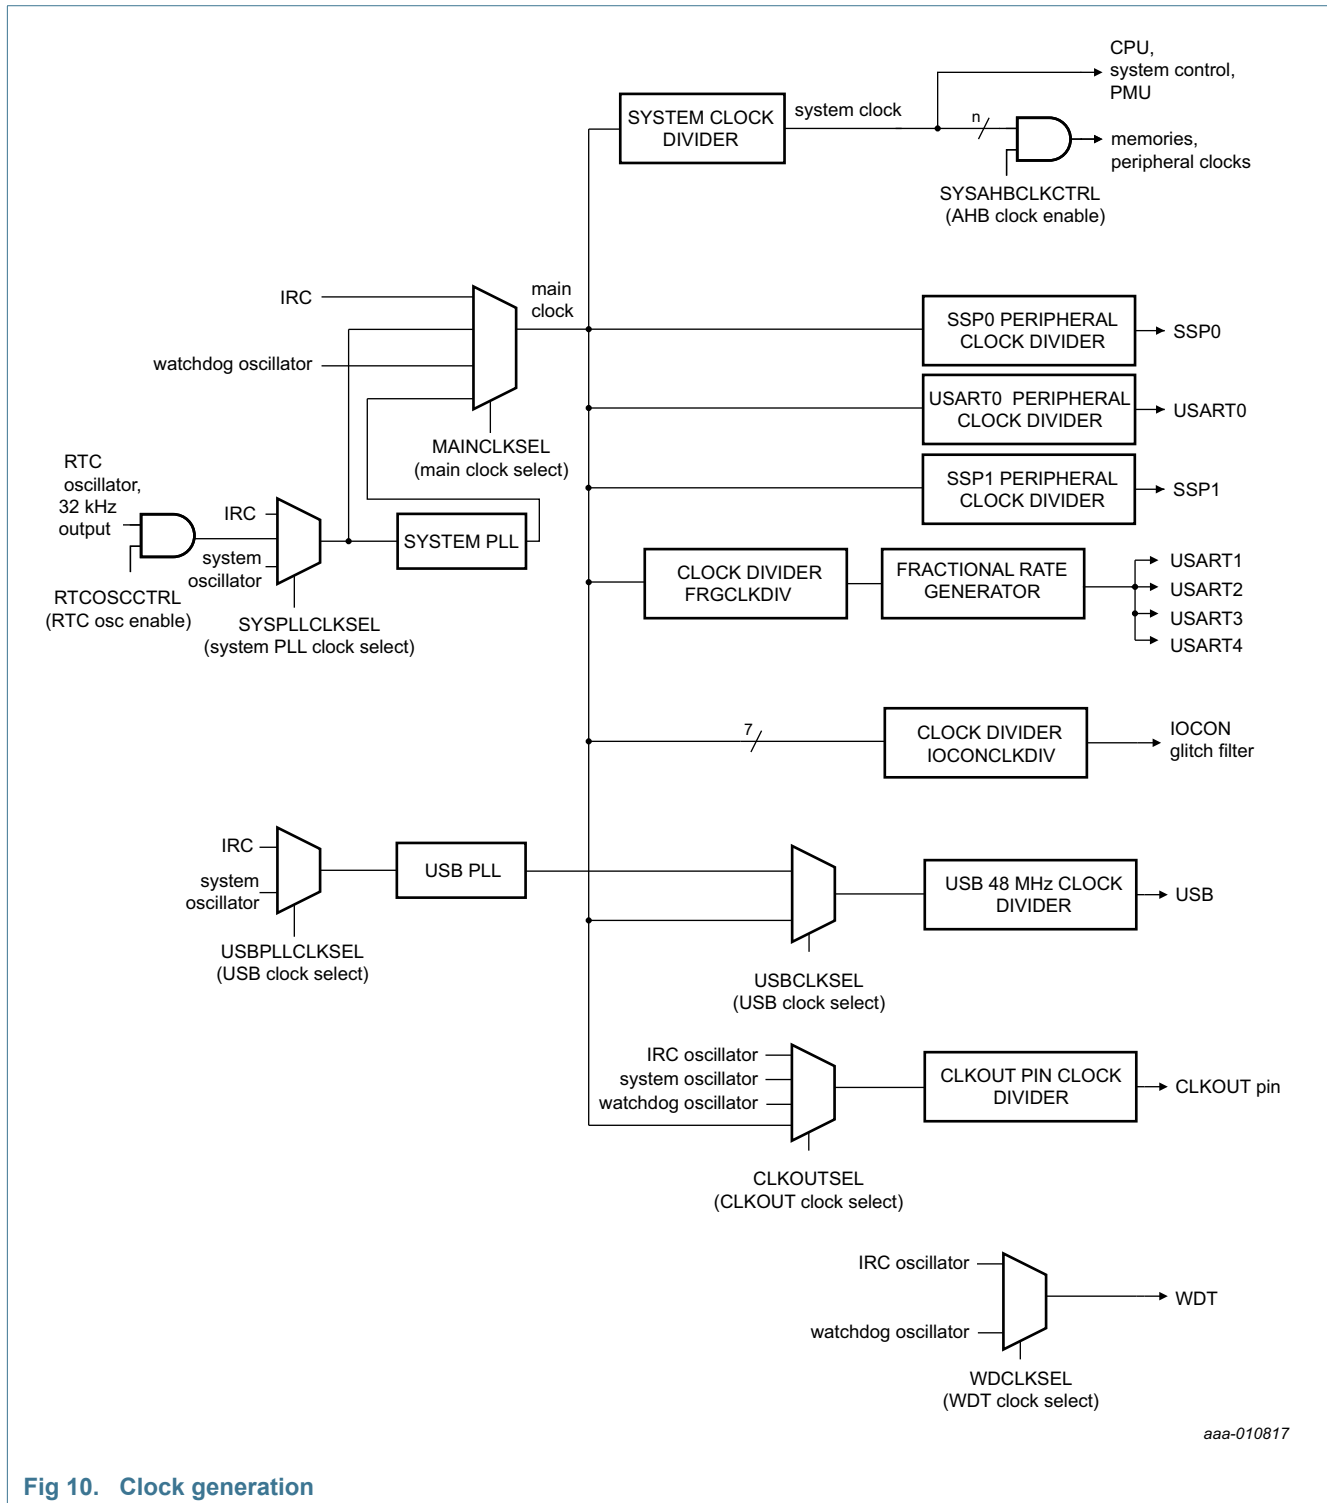 CPU,
system control,
PMU
SYSTEM CLOCK
DIVIDER
system clock
n
memories,
peripheral clocks
SYSAHBCLKCTRL
(AHB clock enable)
IRC
main
clock
watchdog oscillator
MAINCLKSEL
(main clock select)
SSP0 PERIPHERAL
CLOCK DIVIDER
SSP0
USART0 PERIPHERAL
CLOCK DIVIDER
USART0
SSP1 PERIPHERAL
CLOCK DIVIDER
SSP1
RTC
oscillator,
32 kHz
output
RTCOSCCTRL
(RTC osc enable)
IRC
system
oscillator
SYSPLLCLKSEL
(system PLL clock select)
SYSTEM PLL
CLOCK DIVIDER
FRGCLKDIV
FRACTIONAL RATE
GENERATOR
USART1
USART2
USART3
USART4
7
CLOCK DIVIDER
IOCONCLKDIV
IOCON
glitch filter
IRC
system
oscillator
USBPLLCLKSEL
(USB clock select)
USB PLL
USBCLKSEL
(USB clock select)
USB 48 MHz CLOCK
DIVIDER
USB
IRC oscillator
system oscillator
watchdog oscillator
CLKOUTSEL
(CLKOUT clock select)
CLKOUT PIN CLOCK
DIVIDER
CLKOUT pin
IRC oscillator
watchdog oscillator
WDCLKSEL
(WDT clock select)
WDT
aaa-010817
Fig 10. Clock generation